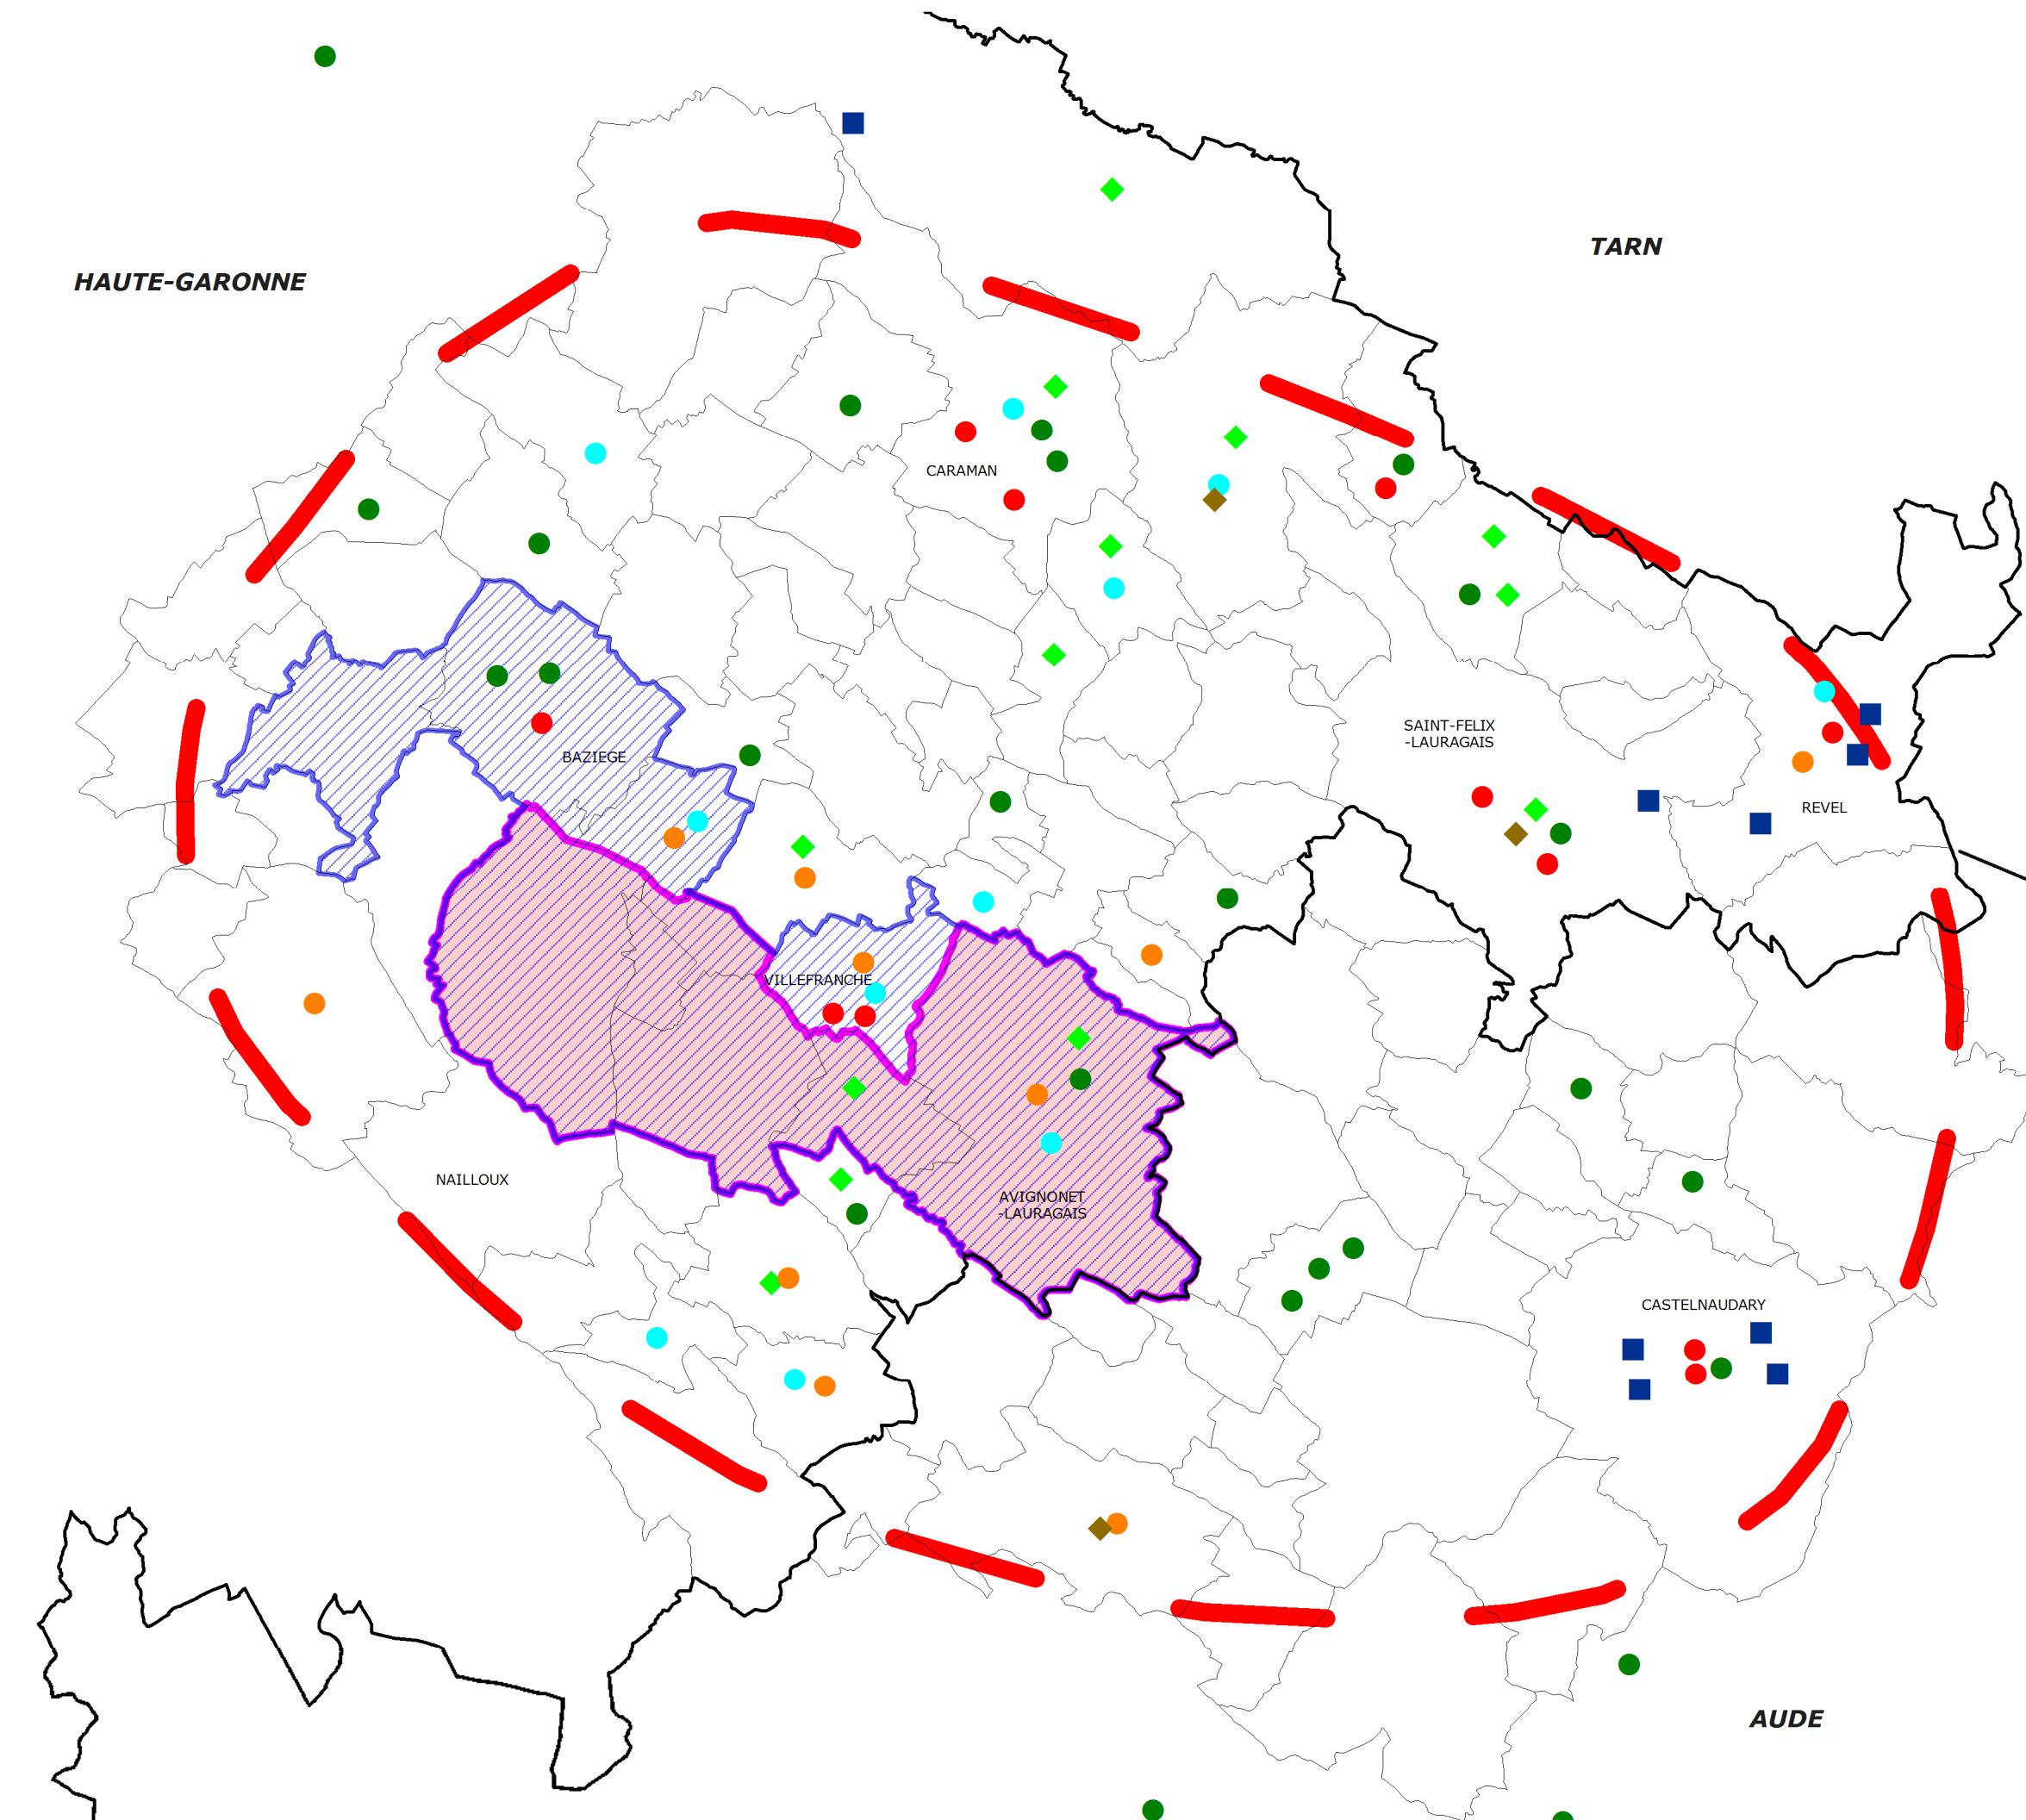 TARN
HAUTE-GARONNE
CARAMAN
SAINT-FELIX
-LAURAGAIS
BAZIEGE
REVEL
VILLEFRANCHE
NAILLOUX
AVIGNONET
-LAURAGAIS
CASTELNAUDARY
AUDE